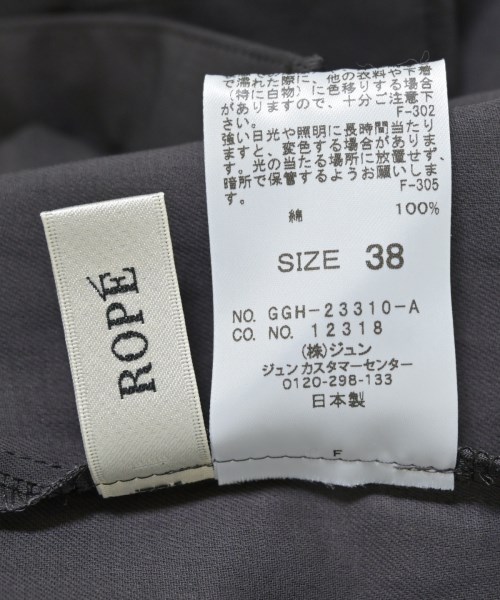 ROPÉ
で濡れた際に、他の衣料や下着
(特に白物)に色移りする場合
がありますので、十分ご注意下
F-302
強い日光や照明に長時間当たり
ますと、変色する場合がありま
す。光の当たる場所に放置せず、
暗所で保管するようお願いしま
F-305
綿 100%
SIZE 38
NO. GGH-23310-A
CO. NO. 12318
(株)ジュン
ジュンカスタマーセンター
0120-298-133
日本製